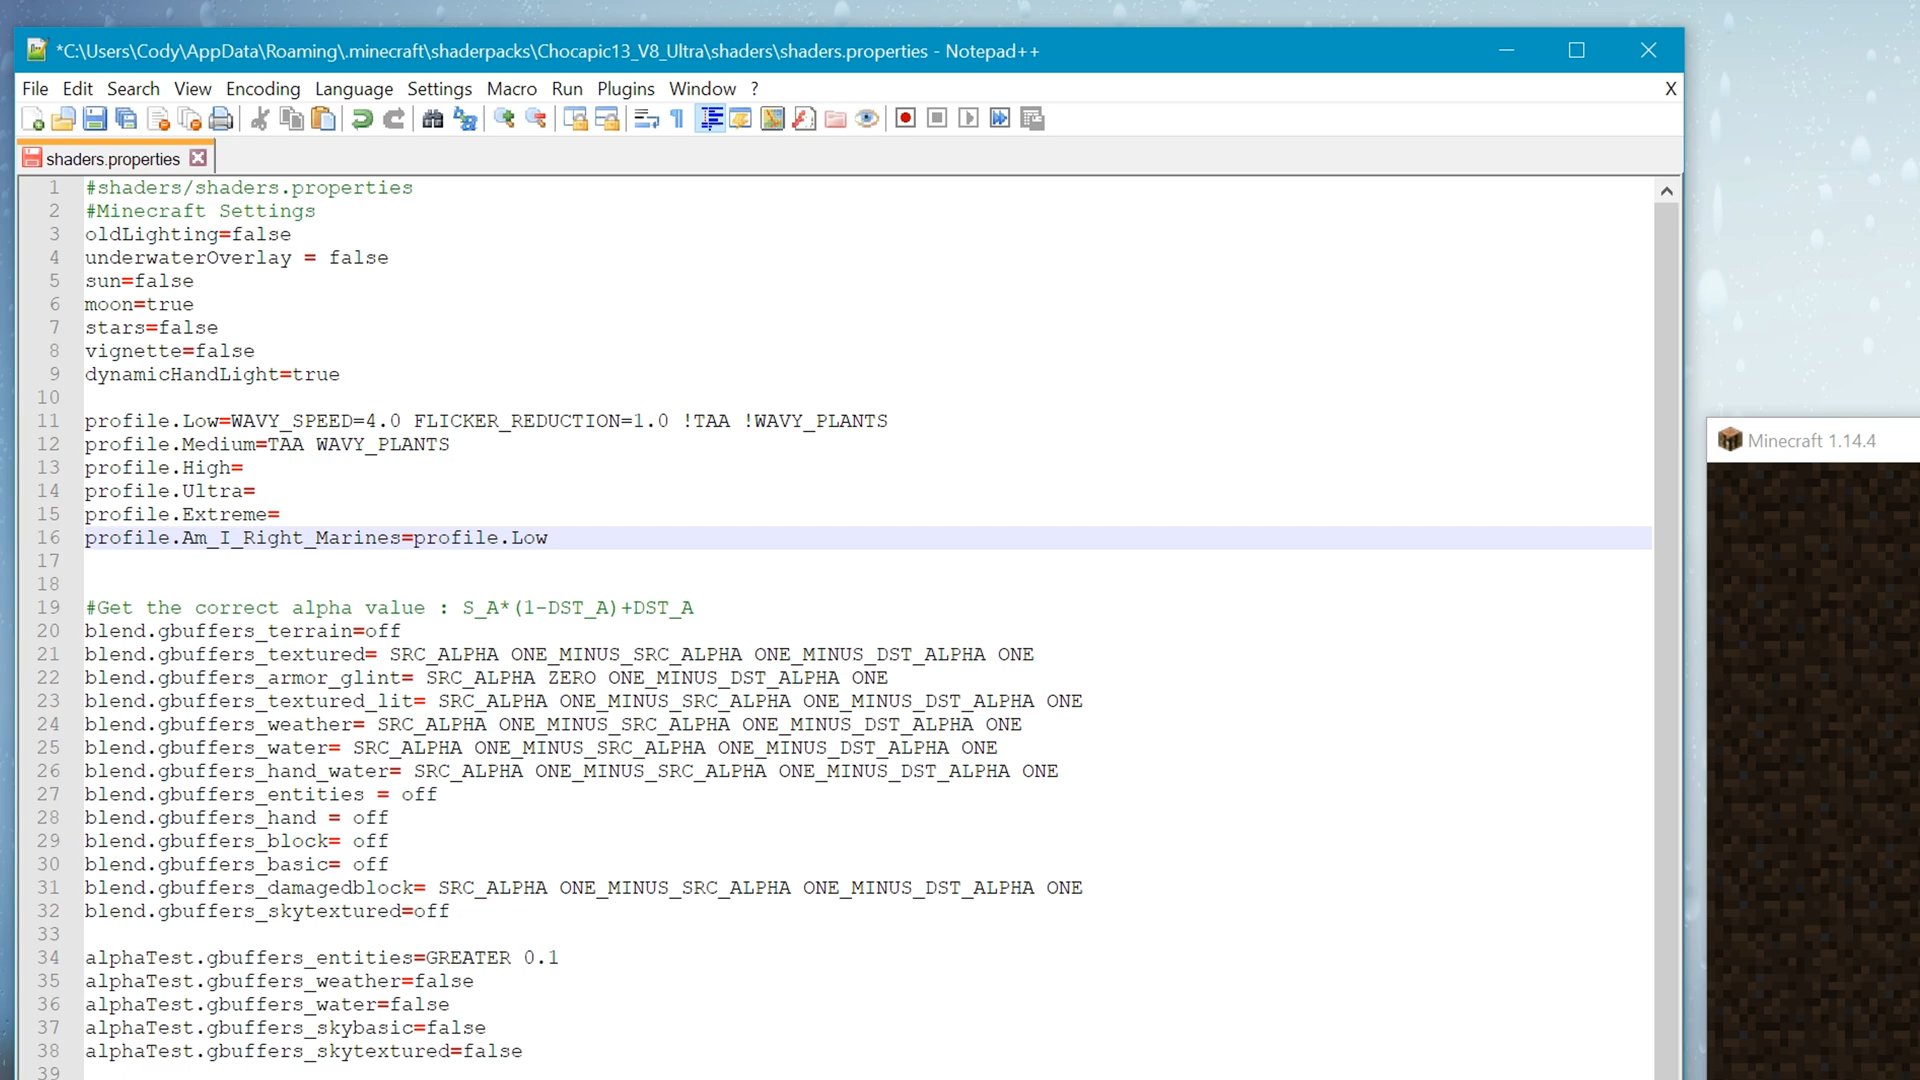 *C:\Users\Cody\AppData\Roaming\.minecraft\shaderpacks\Chocapic13_V8_Ultra\shaders\shaders.properties - Notepad++
File Edit Search View Encoding Language Settings Macro Run Plugins Window ? X
shaders.properties
1 #shaders/shaders.properties
2 #Minecraft Settings
3 oldLighting=false
4 underwaterOverlay = false
5 sun=false
6 moon=true
7 stars=false
8 vignette=false
9 dynamicHandLight=true
10
11 profile.Low=WAVY_SPEED=4.0 FLICKER_REDUCTION=1.0 !TAA !WAVY_PLANTS
12 profile.Medium=TAA WAVY_PLANTS
13 profile.High=
14 profile.Ultra=
15 profile.Extreme=
16 profile.Am_I_Right_Marines=profile.Low
17
18
19 #Get the correct alpha value : S_A*(1-DST_A)+DST_A
20 blend.gbuffers_terrain=off
21 blend.gbuffers_textured= SRC_ALPHA ONE_MINUS_SRC_ALPHA ONE_MINUS_DST_ALPHA ONE
22 blend.gbuffers_armor_glint= SRC_ALPHA ZERO ONE_MINUS_DST_ALPHA ONE
23 blend.gbuffers_textured_lit= SRC_ALPHA ONE_MINUS_SRC_ALPHA ONE_MINUS_DST_ALPHA ONE
24 blend.gbuffers_weather= SRC_ALPHA ONE_MINUS_SRC_ALPHA ONE_MINUS_DST_ALPHA ONE
25 blend.gbuffers_water= SRC_ALPHA ONE_MINUS_SRC_ALPHA ONE_MINUS_DST_ALPHA ONE
26 blend.gbuffers_hand_water= SRC_ALPHA ONE_MINUS_SRC_ALPHA ONE_MINUS_DST_ALPHA ONE
27 blend.gbuffers_entities = off
28 blend.gbuffers_hand = off
29 blend.gbuffers_block= off
30 blend.gbuffers_basic= off
31 blend.gbuffers_damagedblock= SRC_ALPHA ONE_MINUS_SRC_ALPHA ONE_MINUS_DST_ALPHA ONE
32 blend.gbuffers_skytextured=off
33
34 alphaTest.gbuffers_entities=GREATER 0.1
35 alphaTest.gbuffers_weather=false
36 alphaTest.gbuffers_water=false
37 alphaTest.gbuffers_skybasic=false
38 alphaTest.gbuffers_skytextured=false
39
Minecraft 1.14.4